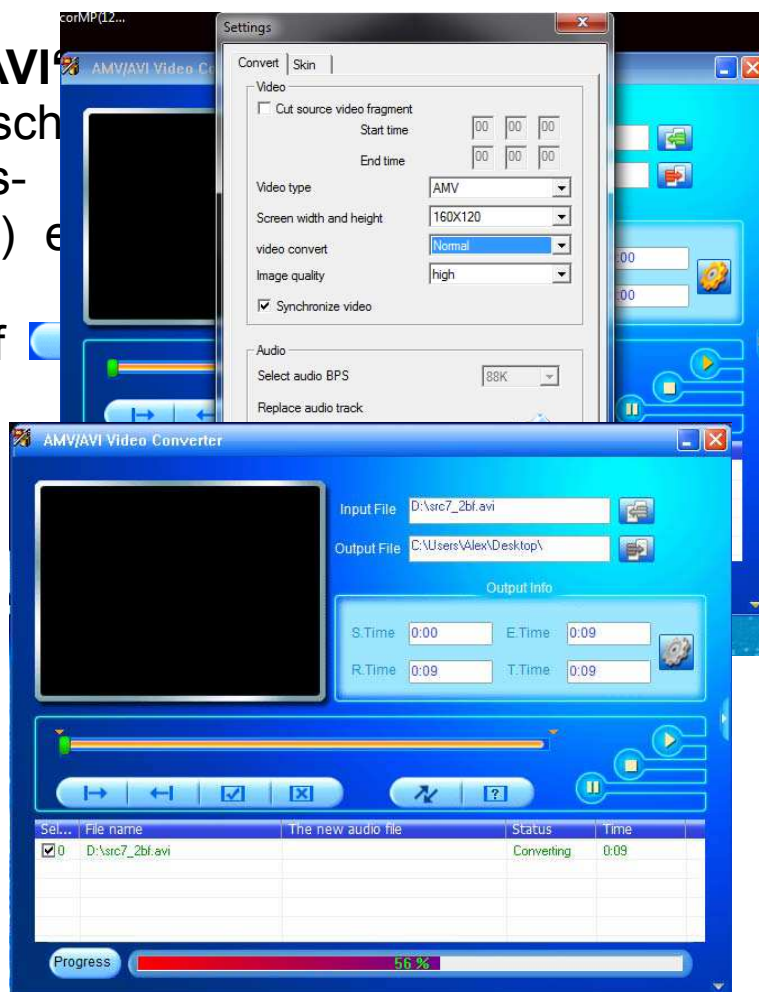 corMP(12...
Settings
AVI“
AMV/AVI Video Co
Convert
Skin
Video
Cut source video fragment
Start time 00 00 00
End time 00 00 00
Video type AMV
Screen width and height 160X120
video convert Normal
Image quality high
Synchronize video
Audio
Select audio BPS 88K
Replace audio track
sch
s-
) e
f
:00
:00
AMV/AVI Video Converter
Input File D:\src7_2bf.avi
Output File C:\Users\Alex\Desktop\
Output Info
S.Time 0:00 E.Time 0:09
R.Time 0:09 T.Time 0:09
Sel... File name The new audio file Status Time
0 D:\src7_2bf.avi Converting 0:09
Progress 56 %